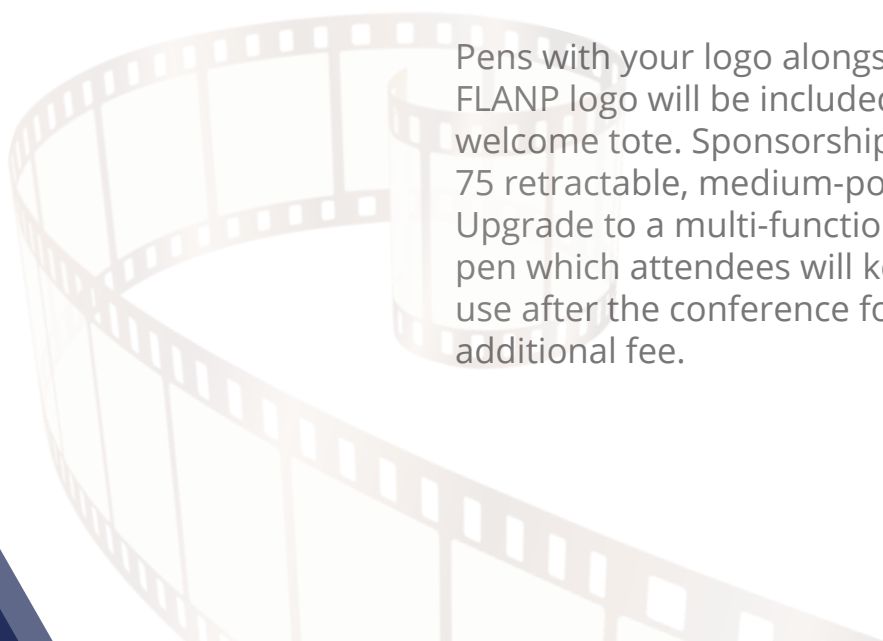 Pens with your logo alongs
FLANP logo will be included
welcome tote. Sponsorship
75 retractable, medium-po
Upgrade to a multi-functio
pen which attendees will k
use after the conference fo
additional fee.